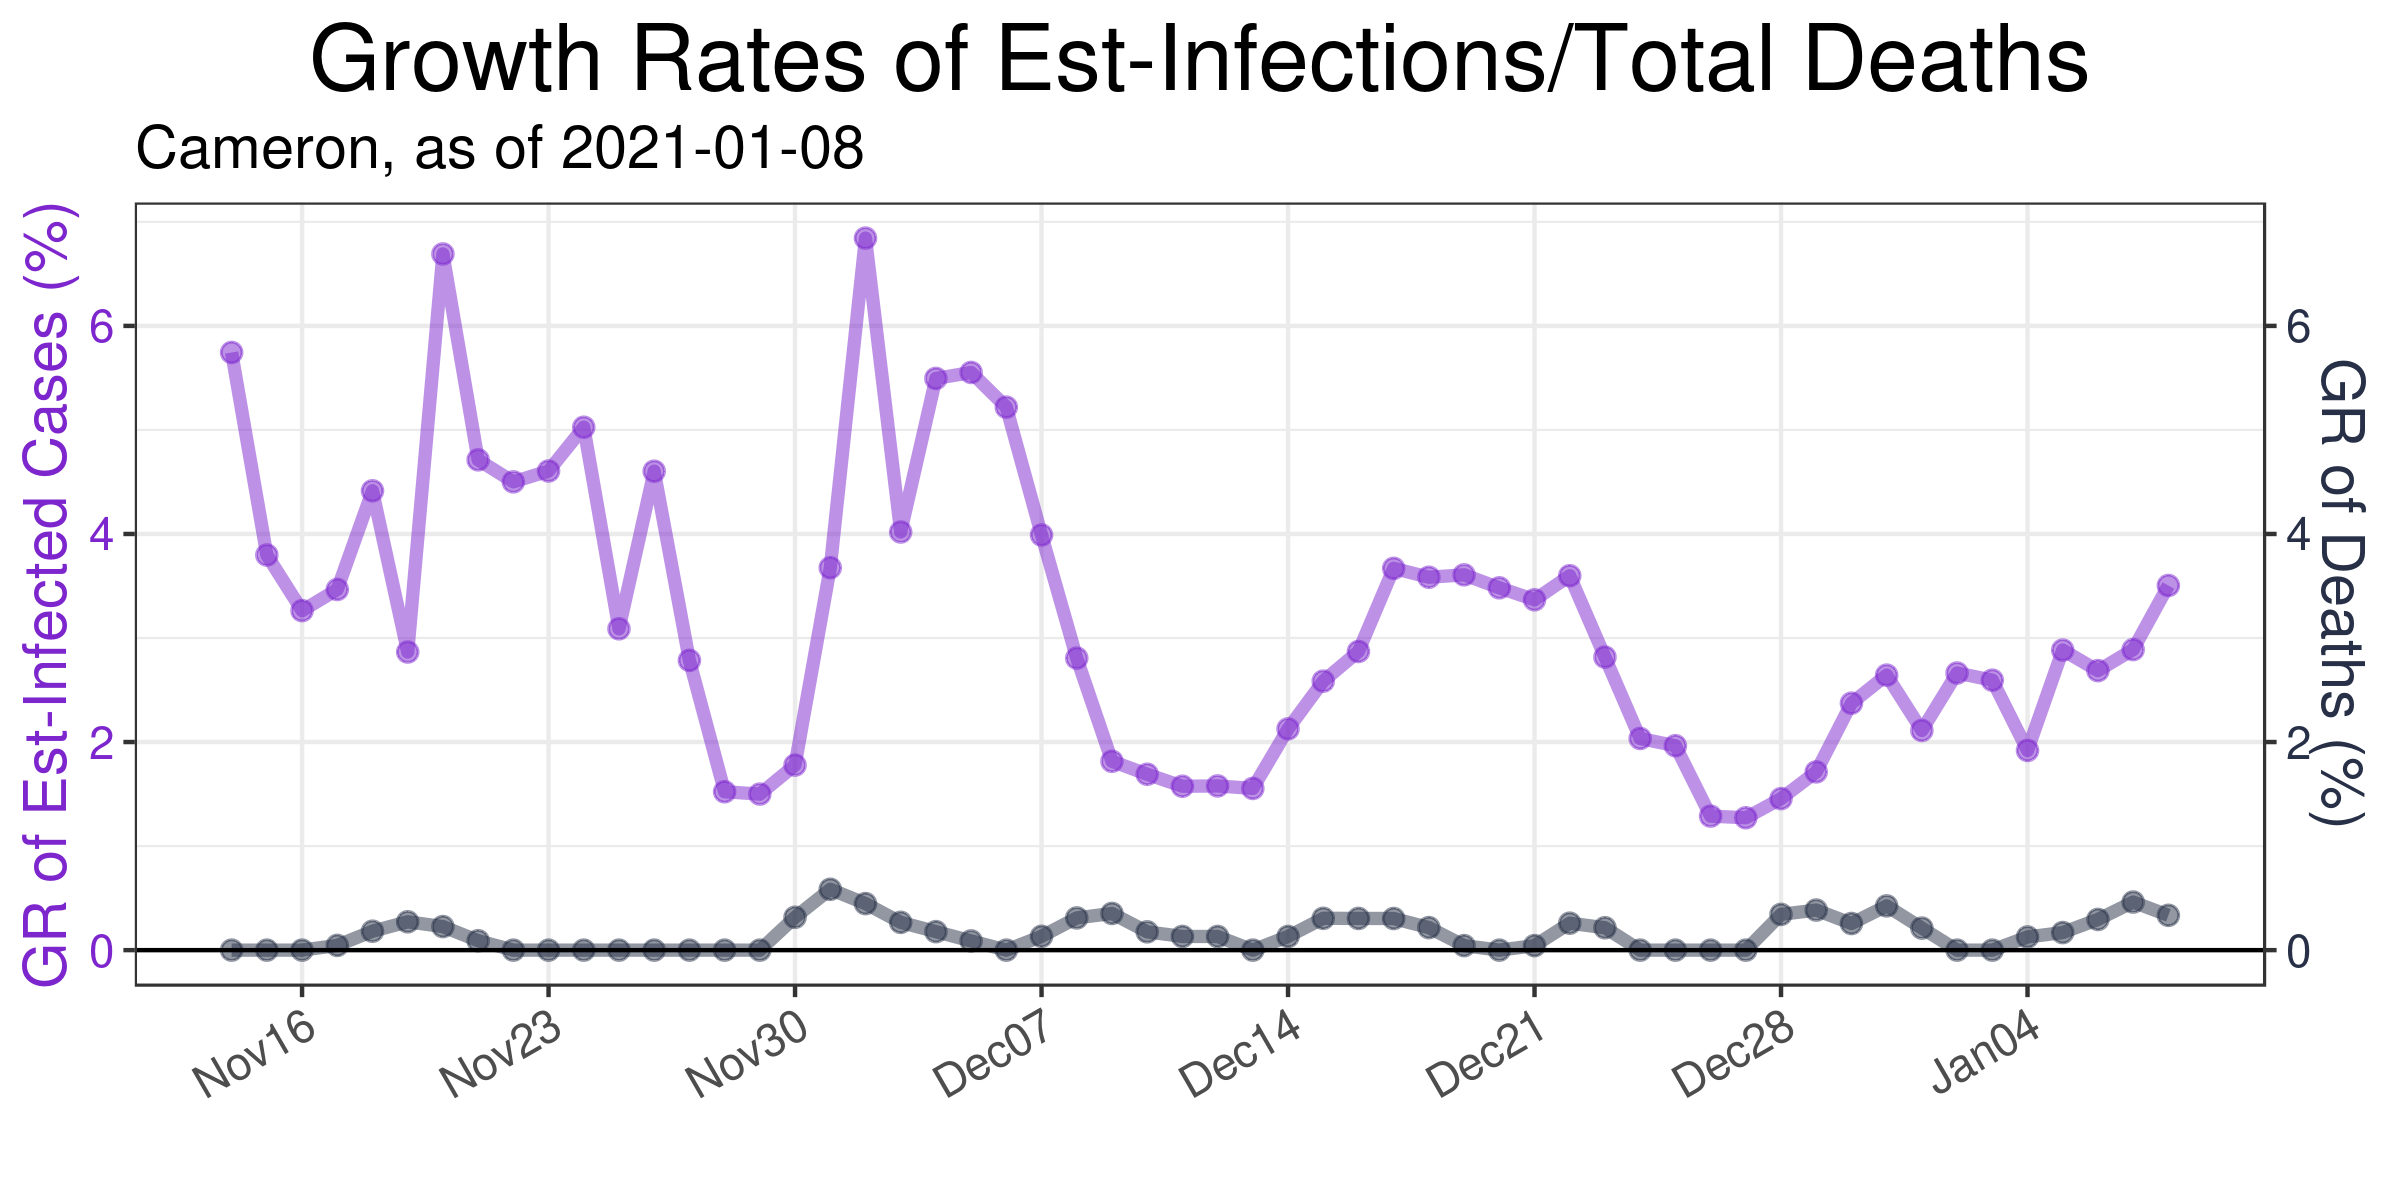 Growth Rates of Est-Infections/Total Deaths
Cameron, as of 2021-01-08
GR of Est-Infected Cases (%)
6
4
2
0
6
4
2
0
GR of Deaths (%)
Nov16
Nov23
Nov30
Dec07
Dec14
Dec21
Dec28
Jan04